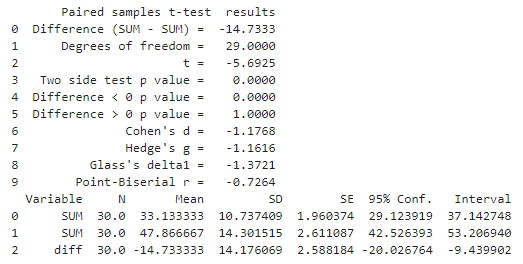 Paired samples t-test results
0 Difference (SUM - SUM) = -14.7333
1 Degrees of freedom = 29.0000
2 t = -5.6925
3 Two side test p value = 0.0000
4 Difference < 0 p value = 0.0000
5 Difference > 0 p value = 1.0000
6 Cohen's d = -1.1768
7 Hedge's g = -1.1616
8 Glass's delta1 = -1.3721
9 Point-Biserial r = -0.7264
Variable N Mean SD SE 95% Conf. Interval
0 SUM 30.0 33.133333 10.737409 1.960374 29.123919 37.142748
1 SUM 30.0 47.866667 14.301515 2.611087 42.526393 53.206940
2 diff 30.0 -14.733333 14.176069 2.588184 -20.026764 -9.439902